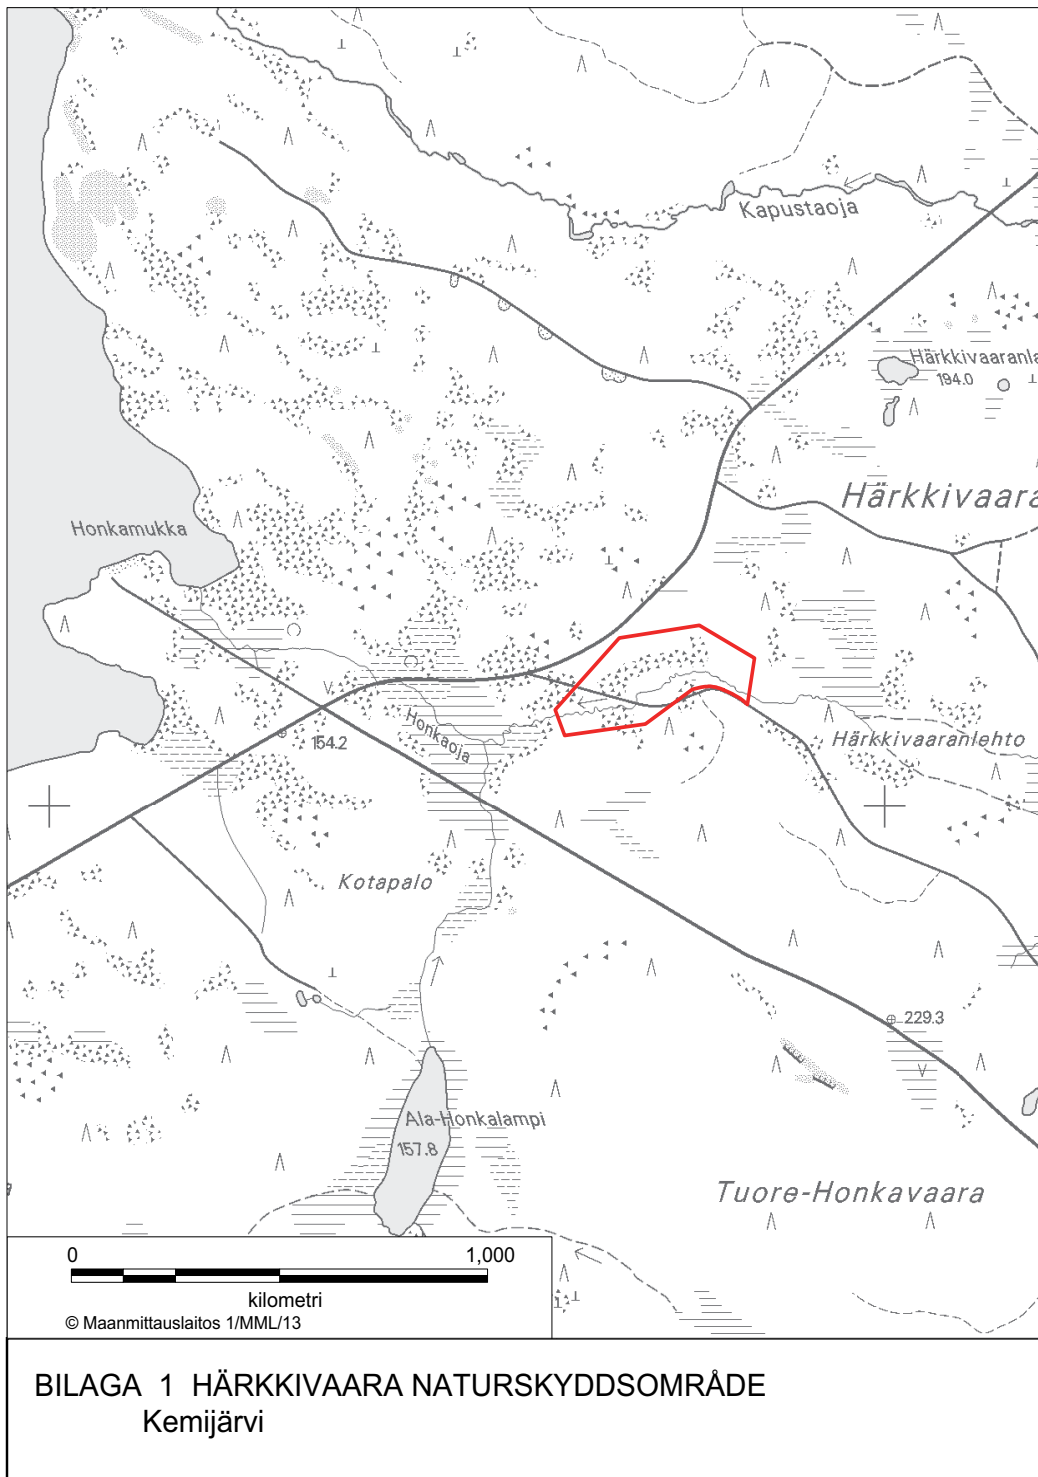 Kapustaoja
Härkkivaaranla
194.0
Härkkivaara
Honkamukka
Honkaoja
154.2
Härkkivaaranlehto
Kotapalo
229.3
Ala-Honkalampi
157.8
Tuore-Honkavaara
0 1,000
kilometri
© Maanmittauslaitos 1/MML/13
BILAGA 1 HÄRKKIVAARA NATURSKYDDSOMRÅDE
Kemijärvi